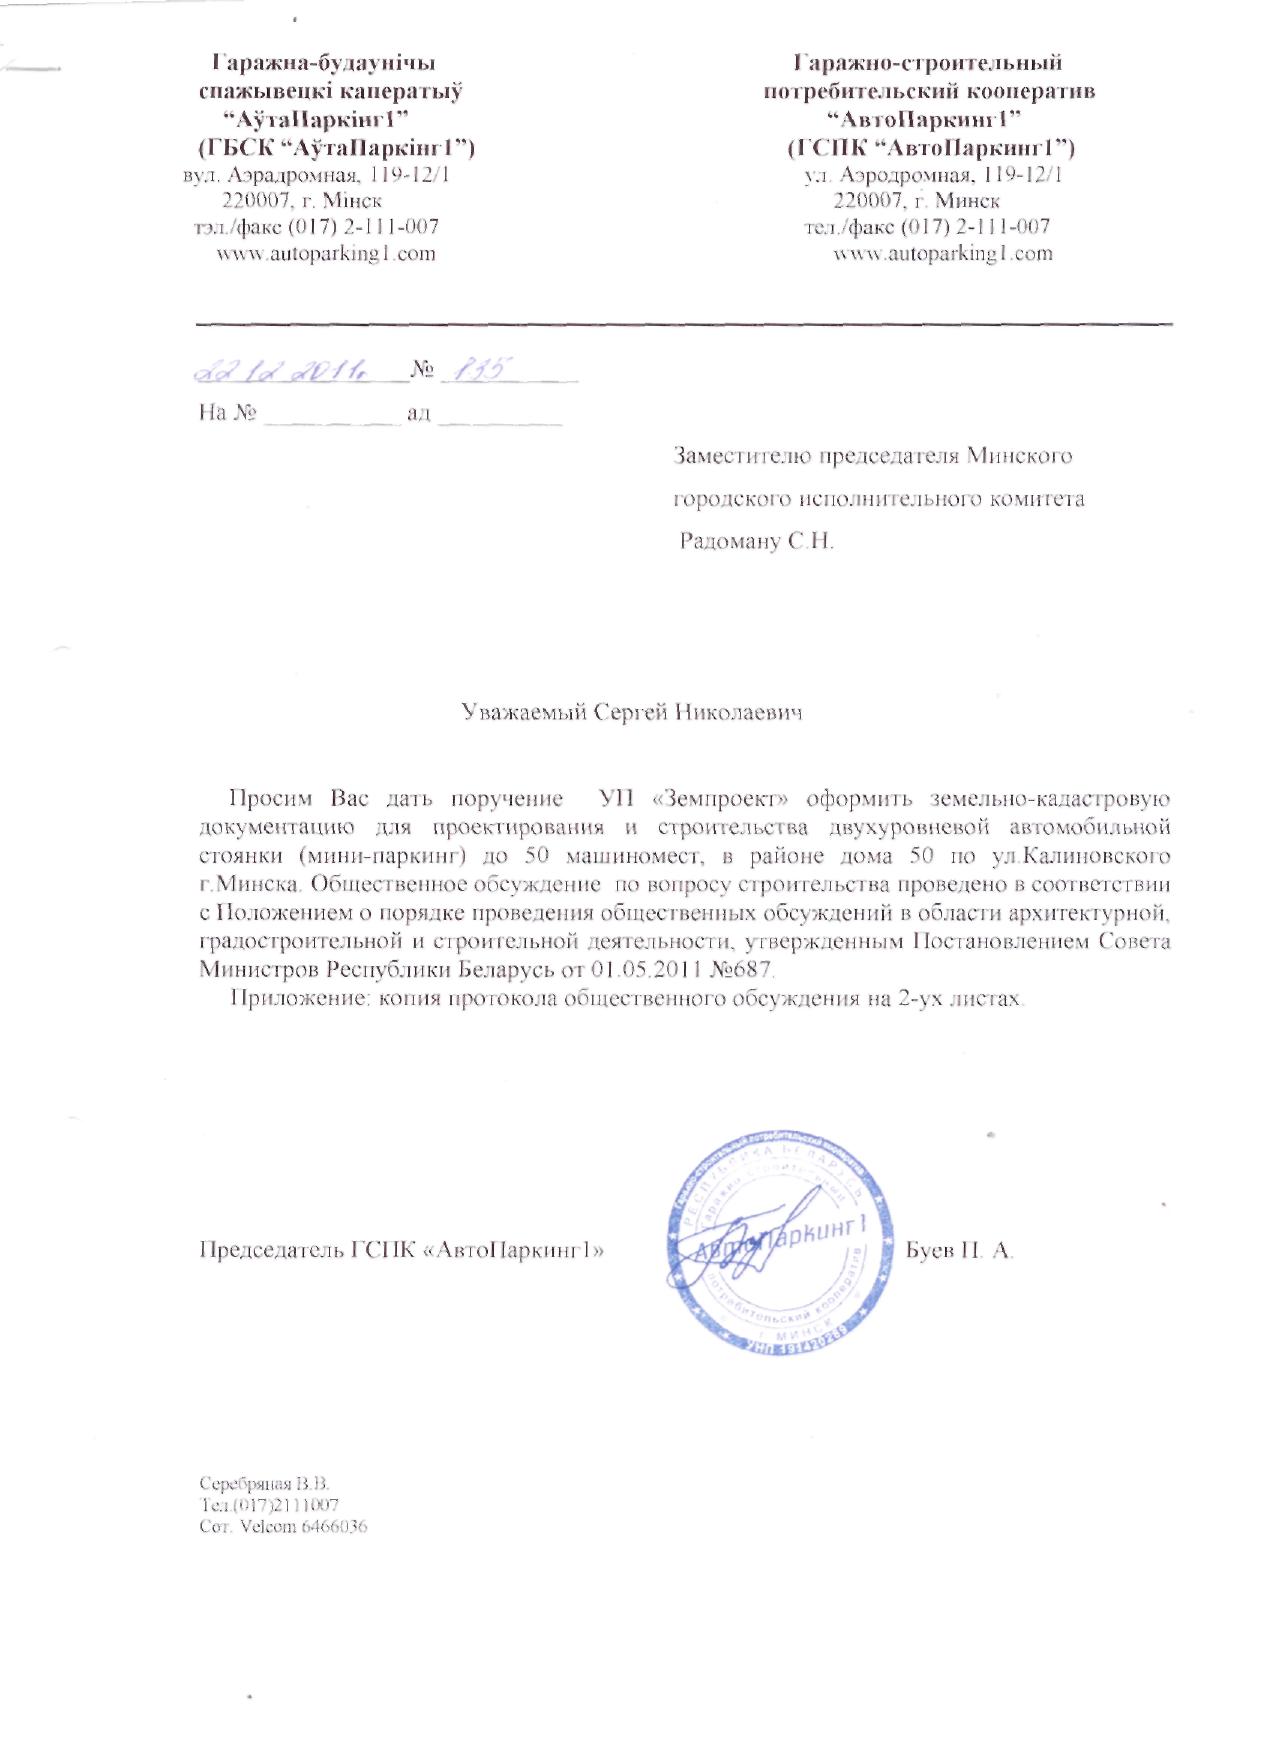 Гаражна-будаунічы
спажывецкі каператыў
“АўтаПаркінг1”
(ГБСК “АўтаПаркінг1”)
вул. Аэрадромная, 119-12/1
220007, г. Мінск
тэл./факс (017) 2-111-007
www.autoparking1.com
Гаражно-строительный
потребительский кооператив
“АвтоПаркинг1”
(ГСПК “АвтоПаркинг1”)
ул. Аэродромная, 119-12/1
220007, г. Минск
тел./факс (017) 2-111-007
www.autoparking1.com
22 12 2011г. №
На № ____________ ад ___________
Заместителю председателя Минского
городского исполнительного комитета
Радоману С.Н.
Уважаемый Сергей Николаевич
Просим Вас дать поручение УП «Земпроект» оформить земельно-кадастровую
документацию для проектирования и строительства двухуровневой автомобильной
стоянки (мини-паркинг) до 50 машиномест, в районе дома 50 по ул.Калиновского
г.Минска. Общественное обсуждение по вопросу строительства проведено в соответствии
с Положением о порядке проведения общественных обсуждений в области архитектурной,
градостроительной и строительной деятельности, утвержденным Постановлением Совета
Министров Республики Беларусь от 01.05.2011 №687.
Приложение: копия протокола общественного обсуждения на 2-ух листах.
Гаражно-строительный потребительский кооператив
РЕСПУБЛИКА БЕЛАРУСЬ
Гаражно строительный
АвтоПаркинг1
потребительский кооператив
Г. МИНСК
УНП 191420289
Председатель ГСПК «АвтоПаркинг1» Буев П. А.
Серебряная В.В.
Тел.(017)2111007
Сот. Velcom 6466036